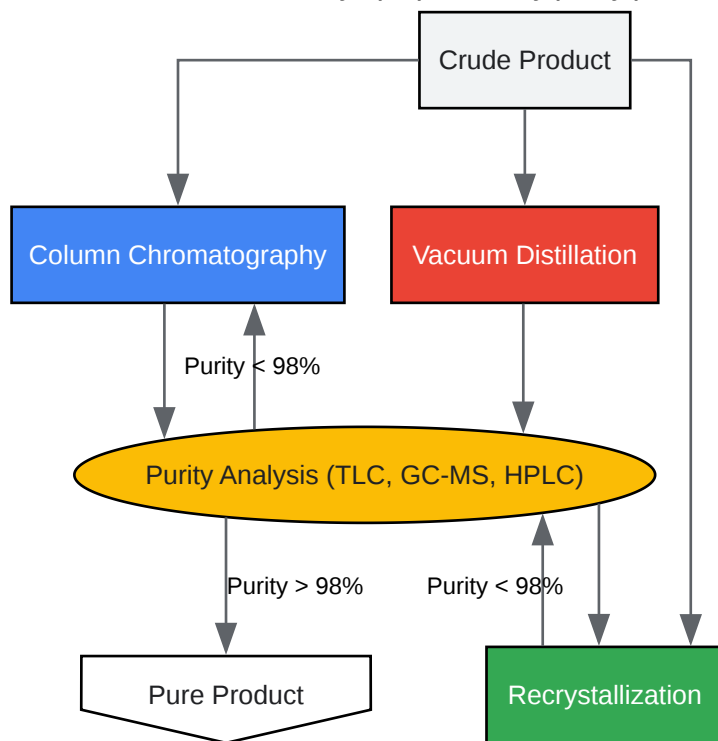 Crude Product
Column Chromatography
Vacuum Distillation
Purity < 98%
Purity Analysis (TLC, GC-MS, HPLC)
Purity > 98%
Purity < 98%
Pure Product
Recrystallization